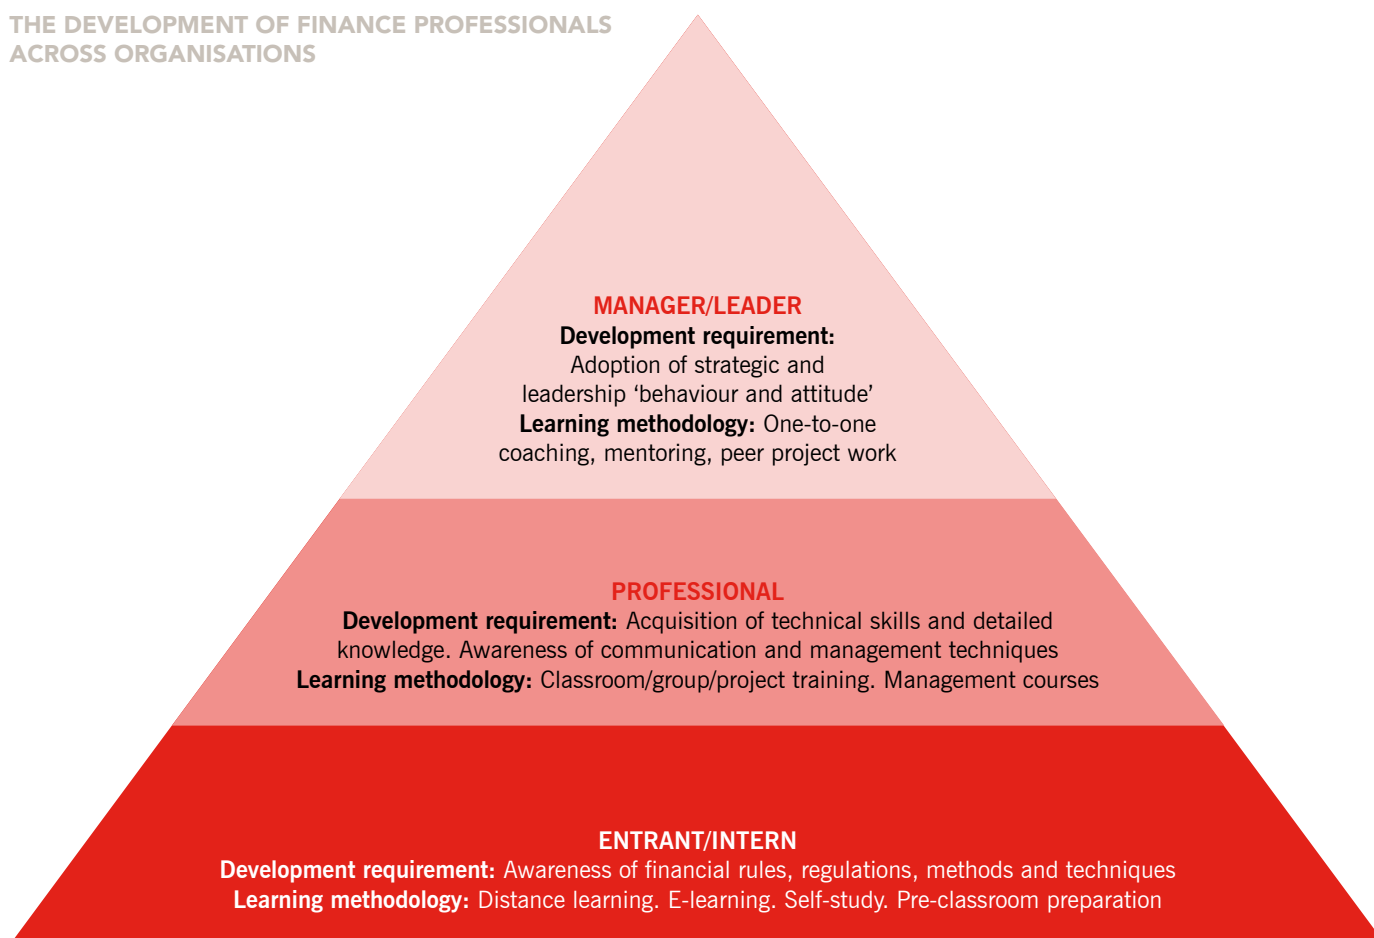 THE DEVELOPMENT OF FINANCE PROFESSIONALS
ACROSS ORGANISATIONS
MANAGER/LEADER
Development requirement:
Adoption of strategic and
leadership ‘behaviour and attitude’
Learning methodology: One-to-one
coaching, mentoring, peer project work
PROFESSIONAL
Development requirement: Acquisition of technical skills and detailed
knowledge. Awareness of communication and management techniques
Learning methodology: Classroom/group/project training. Management courses
ENTRANT/INTERN
Development requirement: Awareness of financial rules, regulations, methods and techniques
Learning methodology: Distance learning. E-learning. Self-study. Pre-classroom preparation